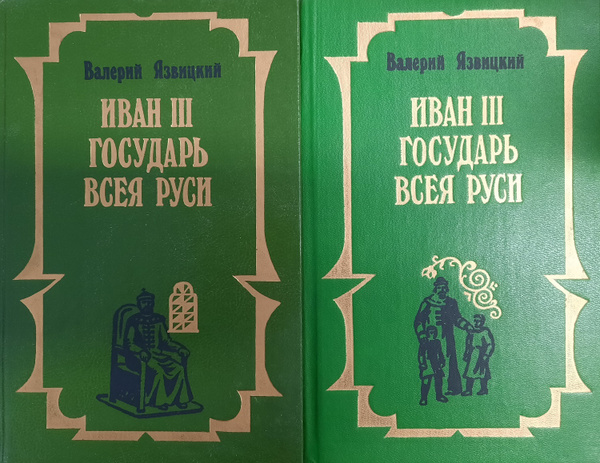 Валерий Язвицкий
ИВАН III
ГОСУДАРЬ
ВСЕЯ РУСИ
Валерий Язвицкий
ИВАН III
ГОСУДАРЬ
ВСЕЯ РУСИ